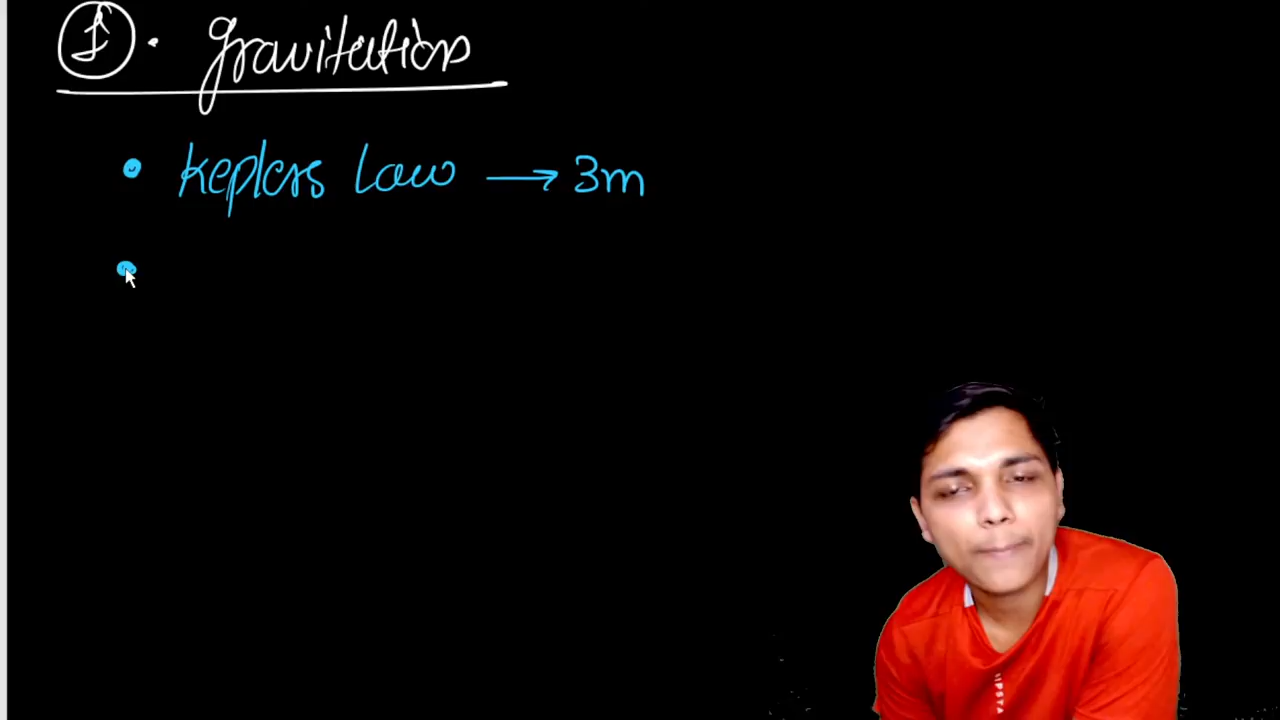 1. Gravitation
• Keplers Law → 3m
•